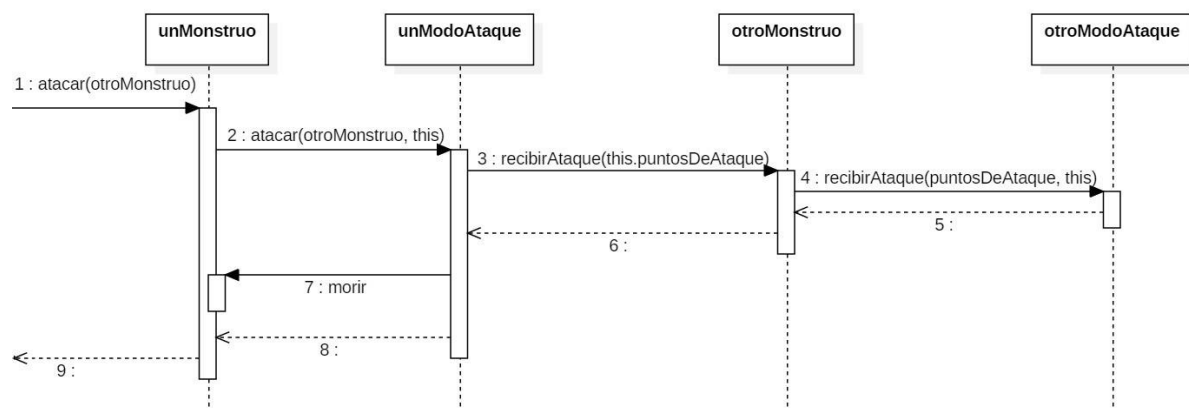 unMonstruo
unModoAtaque
otroMonstruo
otroModoAtaque
1 : atacar(otroMonstruo)
2 : atacar(otroMonstruo, this)
3 : recibirAtaque(this.puntosDeAtaque)
4 : recibirAtaque(puntosDeAtaque, this)
5 :
6 :
7 : morir
8 :
9 :